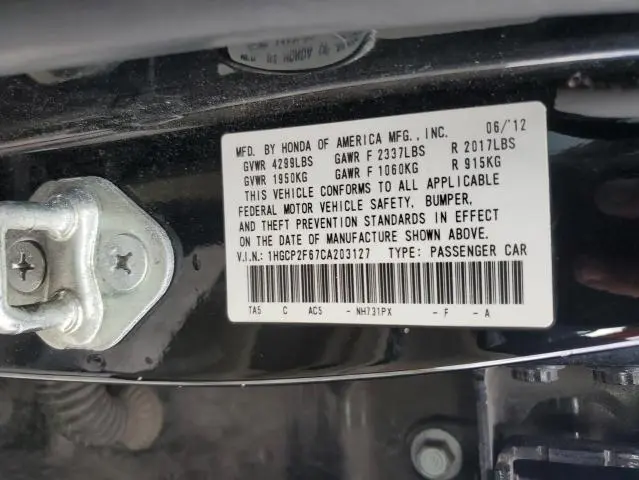 MFD. BY HONDA OF AMERICA MFG., INC. 06/'12
GVWR 4299LBS GAWR F 2337LBS R 2017LBS
GVWR 1950KG GAWR F 1060KG R 915KG
THIS VEHICLE CONFORMS TO ALL APPLICABLE
FEDERAL MOTOR VEHICLE SAFETY, BUMPER,
AND THEFT PREVENTION STANDARDS IN EFFECT
ON THE DATE OF MANUFACTURE SHOWN ABOVE.
V.I.N.: 1HGCP2F67CA203127 TYPE: PASSENGER CAR
TA5 C AC5 - NH731PX - F - A